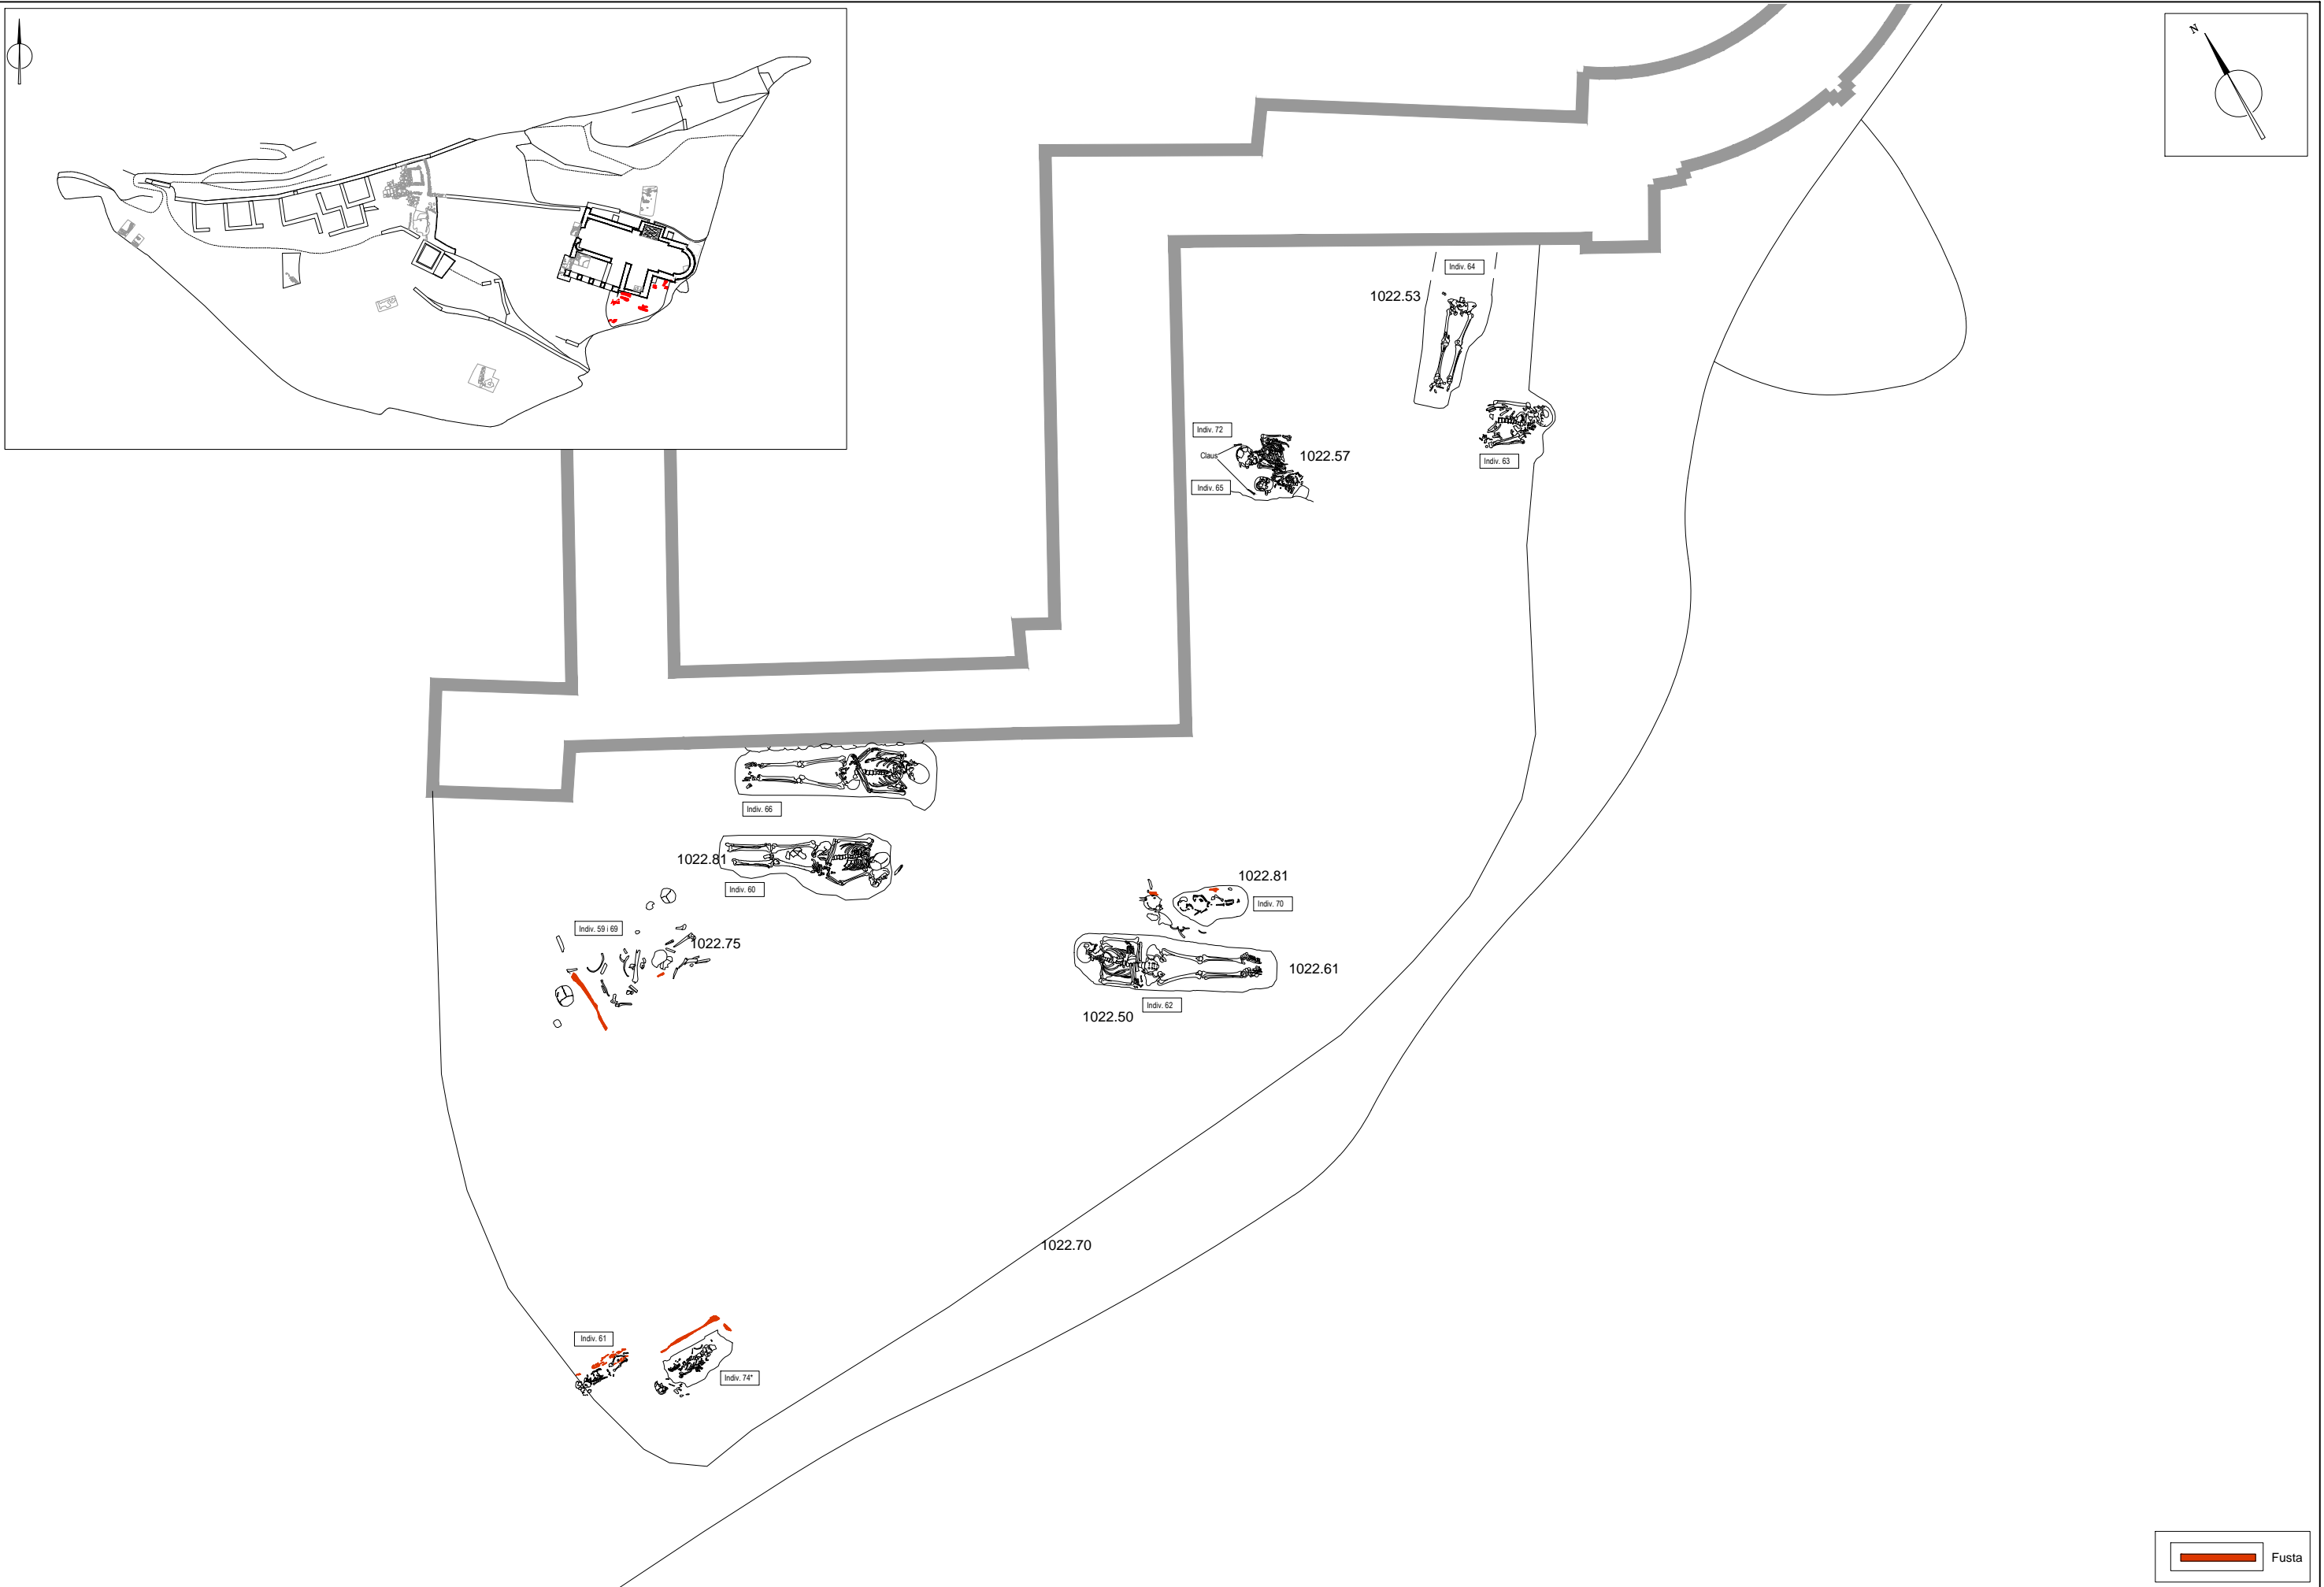 N
Indiv. 64
1022.53
Indiv. 72
Claus
1022.57
Indiv. 63
Indiv. 65
Indiv. 66
1022.81
Indiv. 60
1022.81
Indiv. 70
Indiv. 59 i 69
1022.75
1022.61
Indiv. 62
1022.50
1022.70
Indiv. 61
Indiv. 74*
Fusta